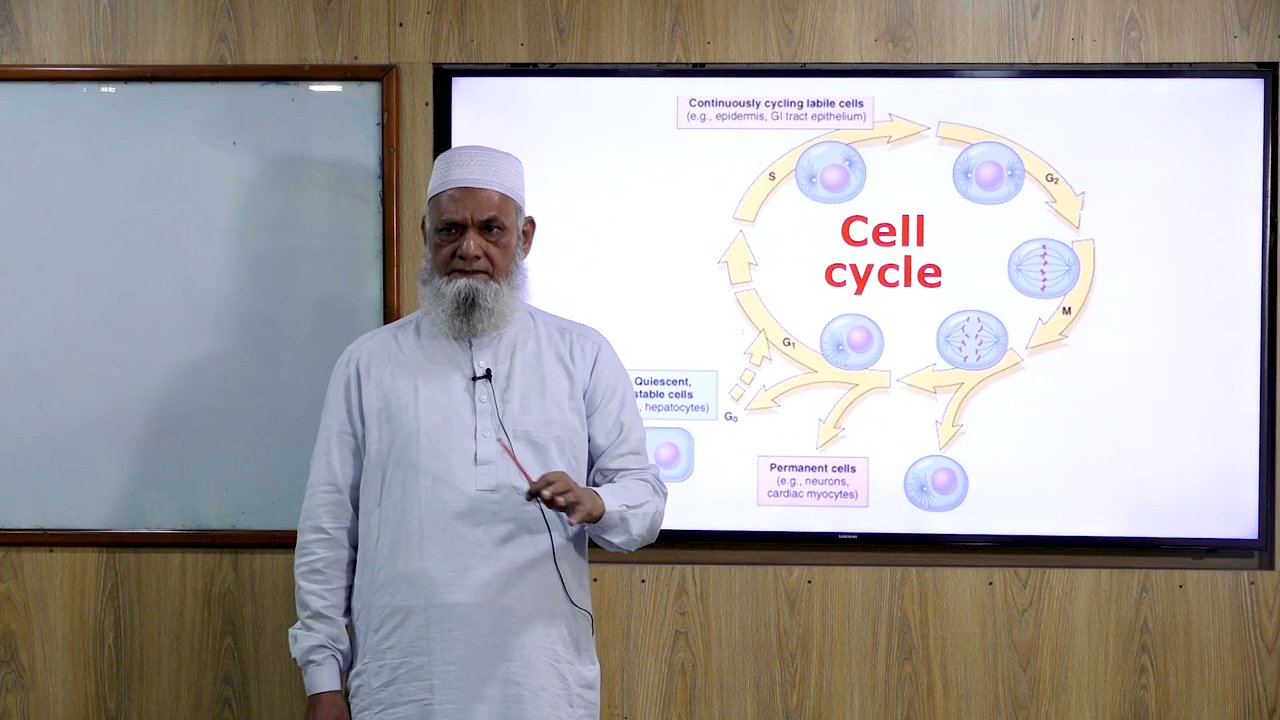 Continuously cycling labile cells
(e.g., epidermis, GI tract epithelium)
S
G₂
Cell
cycle
M
G₁
Quiescent,
stable cells
, hepatocytes)
G₀
Permanent cells
(e.g., neurons,
cardiac myocytes)
SAMSUNG